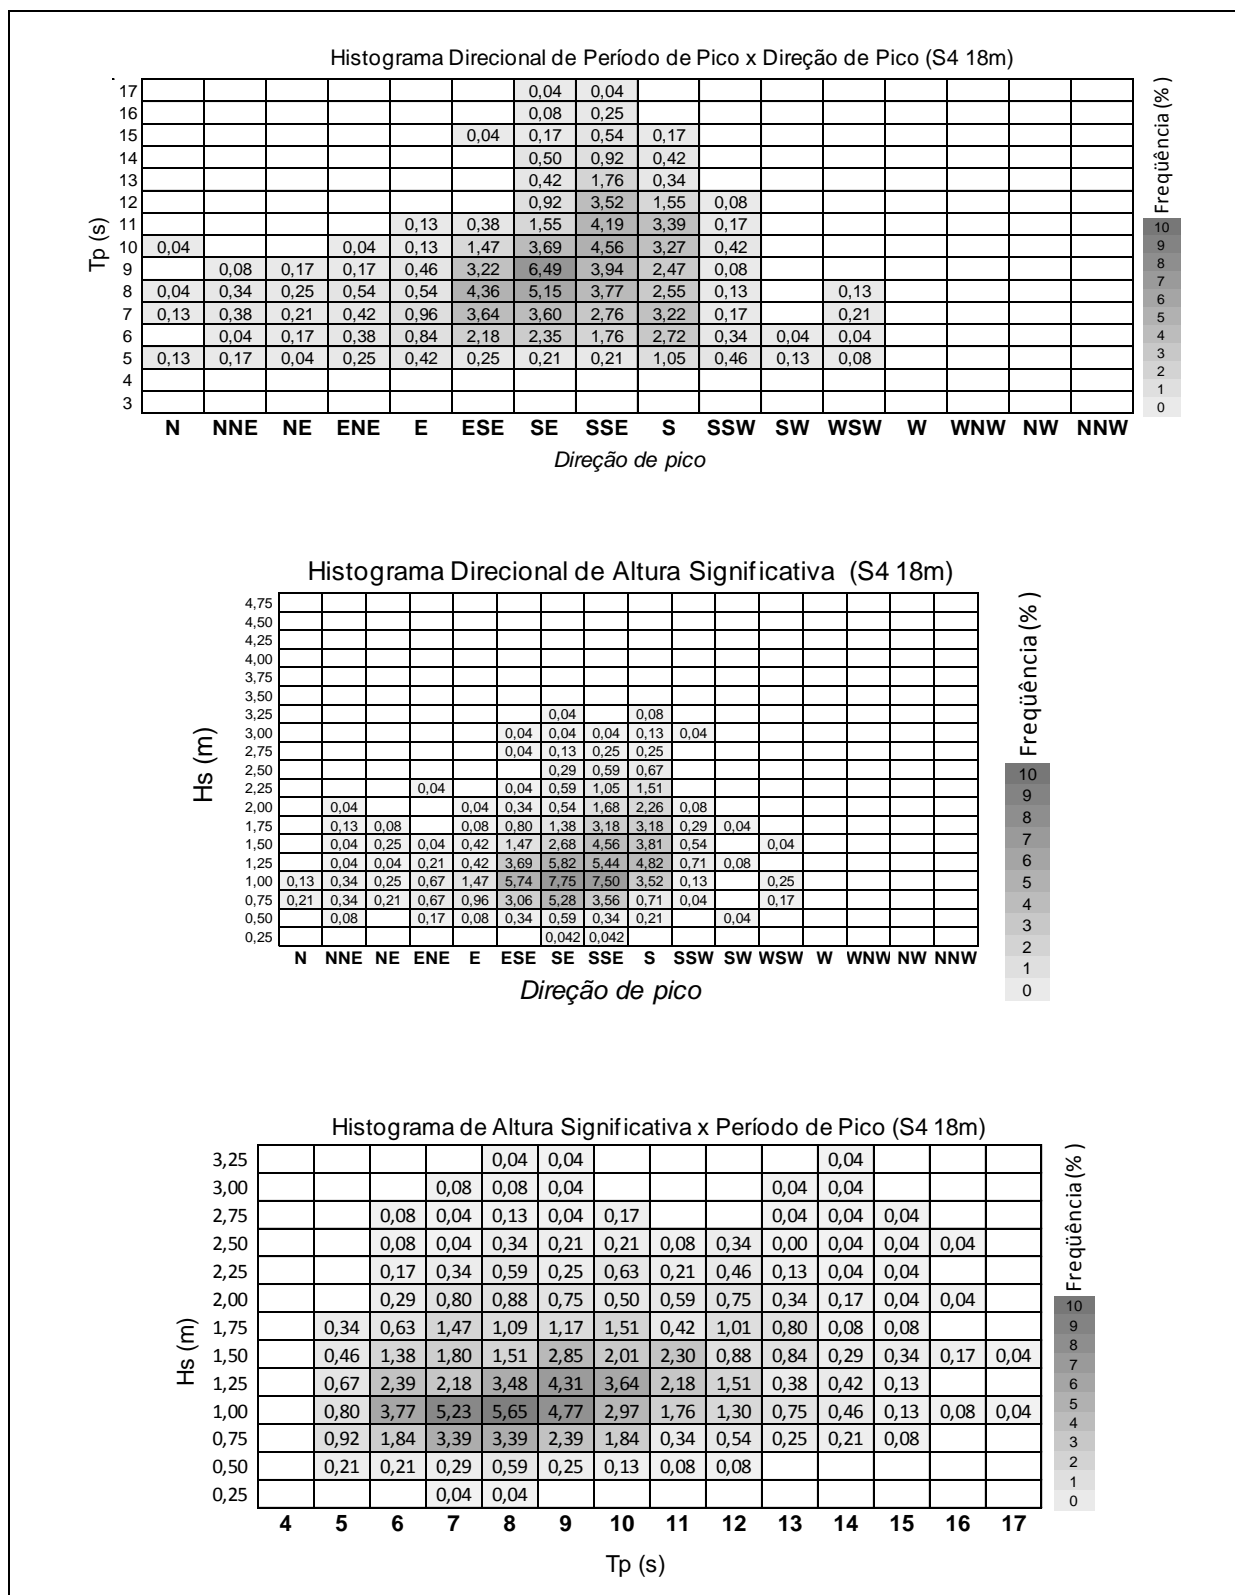 Histograma Direcional de Período de Pico x Direção de Pico (S4 18m)
17 0,04 0,04
16 0,08 0,25
15 0,04 0,17 0,54 0,17
14 0,50 0,92 0,42
13 0,42 1,76 0,34
12 0,92 3,52 1,55 0,08
11 0,13 0,38 1,55 4,19 3,39 0,17
10 0,04 0,04 0,13 1,47 3,69 4,56 3,27 0,42
9 0,08 0,17 0,17 0,46 3,22 6,49 3,94 2,47 0,08
8 0,04 0,34 0,25 0,54 0,54 4,36 5,15 3,77 2,55 0,13 0,13
7 0,13 0,38 0,21 0,42 0,96 3,64 3,60 2,76 3,22 0,17 0,21
6 0,04 0,17 0,38 0,84 2,18 2,35 1,76 2,72 0,34 0,04 0,04
5 0,13 0,17 0,04 0,25 0,42 0,25 0,21 0,21 1,05 0,46 0,13 0,08
4
3
Tp (s)
N NNE NE ENE E ESE SE SSE S SSW SW WSW W WNW NW NNW
Direção de pico
Freqüência (%)
10
9
8
7
6
5
4
3
2
1
0
Histograma Direcional de Altura Significativa (S4 18m)
4,75
4,50
4,25
4,00
3,75
3,50
3,25 0,04 0,08
3,00 0,04 0,04 0,04 0,13 0,04
2,75 0,04 0,13 0,25 0,25
2,50 0,29 0,59 0,67
2,25 0,04 0,04 0,59 1,05 1,51
2,00 0,04 0,04 0,34 0,54 1,68 2,26 0,08
1,75 0,13 0,08 0,08 0,80 1,38 3,18 3,18 0,29 0,04
1,50 0,04 0,25 0,04 0,42 1,47 2,68 4,56 3,81 0,54 0,04
1,25 0,04 0,04 0,21 0,42 3,69 5,82 5,44 4,82 0,71 0,08
1,00 0,13 0,34 0,25 0,67 1,47 5,74 7,75 7,50 3,52 0,13 0,25
0,75 0,21 0,34 0,21 0,67 0,96 3,06 5,28 3,56 0,71 0,04 0,17
0,50 0,08 0,17 0,08 0,34 0,59 0,34 0,21 0,04
0,25 0,042 0,042
Hs (m)
N NNE NE ENE E ESE SE SSE S SSW SW WSW W WNW NW NNW
Direção de pico
Freqüência (%)
10
9
8
7
6
5
4
3
2
1
0
Histograma de Altura Significativa x Período de Pico (S4 18m)
3,25 0,04 0,04 0,04
3,00 0,08 0,08 0,04 0,04 0,04
2,75 0,08 0,04 0,13 0,04 0,17 0,04 0,04 0,04
2,50 0,08 0,04 0,34 0,21 0,21 0,08 0,34 0,00 0,04 0,04 0,04
2,25 0,17 0,34 0,59 0,25 0,63 0,21 0,46 0,13 0,04 0,04
2,00 0,29 0,80 0,88 0,75 0,50 0,59 0,75 0,34 0,17 0,04 0,04
1,75 0,34 0,63 1,47 1,09 1,17 1,51 0,42 1,01 0,80 0,08 0,08
1,50 0,46 1,38 1,80 1,51 2,85 2,01 2,30 0,88 0,84 0,29 0,34 0,17 0,04
1,25 0,67 2,39 2,18 3,48 4,31 3,64 2,18 1,51 0,38 0,42 0,13
1,00 0,80 3,77 5,23 5,65 4,77 2,97 1,76 1,30 0,75 0,46 0,13 0,08 0,04
0,75 0,92 1,84 3,39 3,39 2,39 1,84 0,34 0,54 0,25 0,21 0,08
0,50 0,21 0,21 0,29 0,59 0,25 0,13 0,08 0,08
0,25 0,04 0,04
Hs (m)
4 5 6 7 8 9 10 11 12 13 14 15 16 17
Tp (s)
Freqüência (%)
10
9
8
7
6
5
4
3
2
1
0